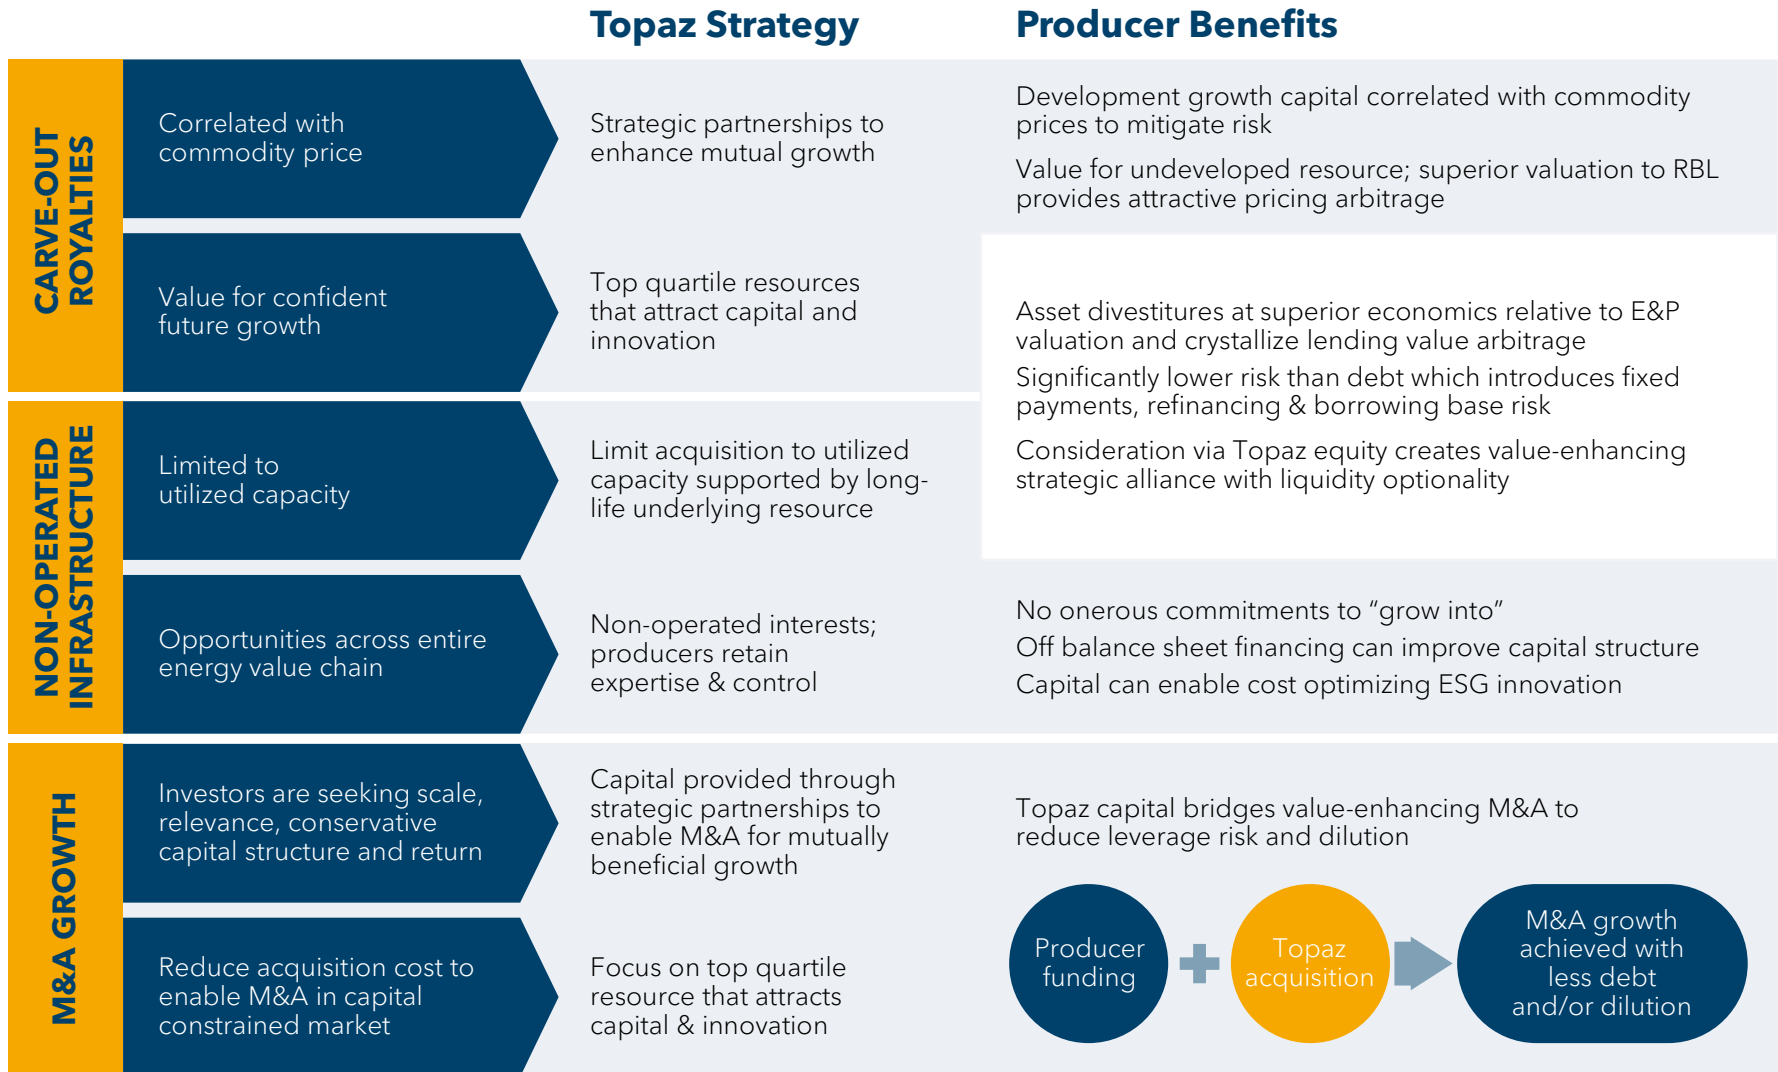 Topaz Strategy
Producer Benefits
CARVE-OUT
ROYALTIES
Correlated with
commodity price
Strategic partnerships to
enhance mutual growth
Development growth capital correlated with commodity
prices to mitigate risk
Value for undeveloped resource; superior valuation to RBL
provides attractive pricing arbitrage
Value for confident
future growth
Top quartile resources
that attract capital and
innovation
Asset divestitures at superior economics relative to E&P
valuation and crystallize lending value arbitrage
Significantly lower risk than debt which introduces fixed
payments, refinancing & borrowing base risk
Consideration via Topaz equity creates value-enhancing
strategic alliance with liquidity optionality
NON-OPERATED
INFRASTRUCTURE
Limited to
utilized capacity
Limit acquisition to utilized
capacity supported by long-
life underlying resource
Opportunities across entire
energy value chain
Non-operated interests;
producers retain
expertise & control
No onerous commitments to “grow into”
Off balance sheet financing can improve capital structure
Capital can enable cost optimizing ESG innovation
M&A GROWTH
Investors are seeking scale,
relevance, conservative
capital structure and return
Capital provided through
strategic partnerships to
enable M&A for mutually
beneficial growth
Topaz capital bridges value-enhancing M&A to
reduce leverage risk and dilution
Reduce acquisition cost to
enable M&A in capital
constrained market
Focus on top quartile
resource that attracts
capital & innovation
Producer
funding
Topaz
acquisition
M&A growth
achieved with
less debt
and/or dilution